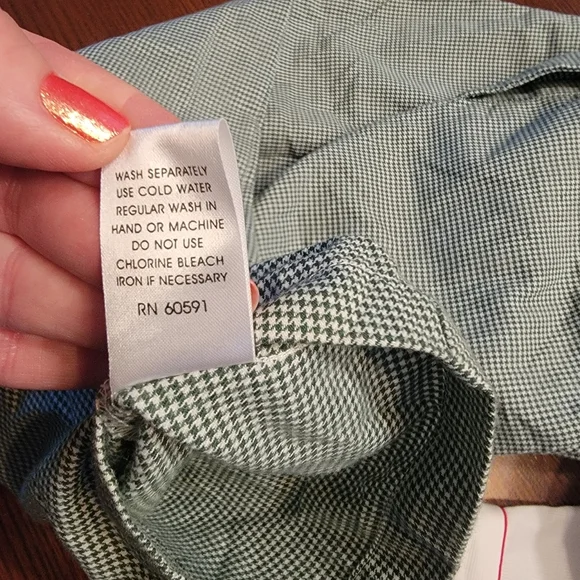 WASH SEPARATELY
USE COLD WATER
REGULAR WASH IN
HAND OR MACHINE
DO NOT USE
CHLORINE BLEACH
IRON IF NECESSARY
RN 60591